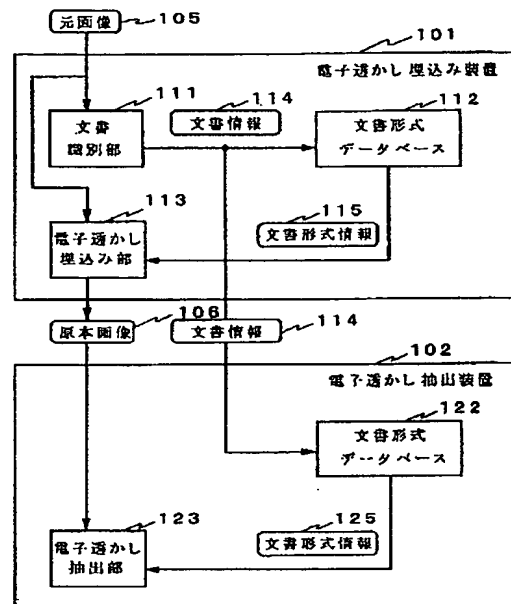 元画像
105
101
電子透かし 埋込み装置
111
114
112
文書
識別部
文書情報
文書形式
データベース
113
115
電子透かし
埋込み部
文書形式情報
106
114
原本画像
文書情報
102
電子透かし 抽出装置
122
文書形式
データベース
123
125
電子透かし
抽出部
文書形式情報